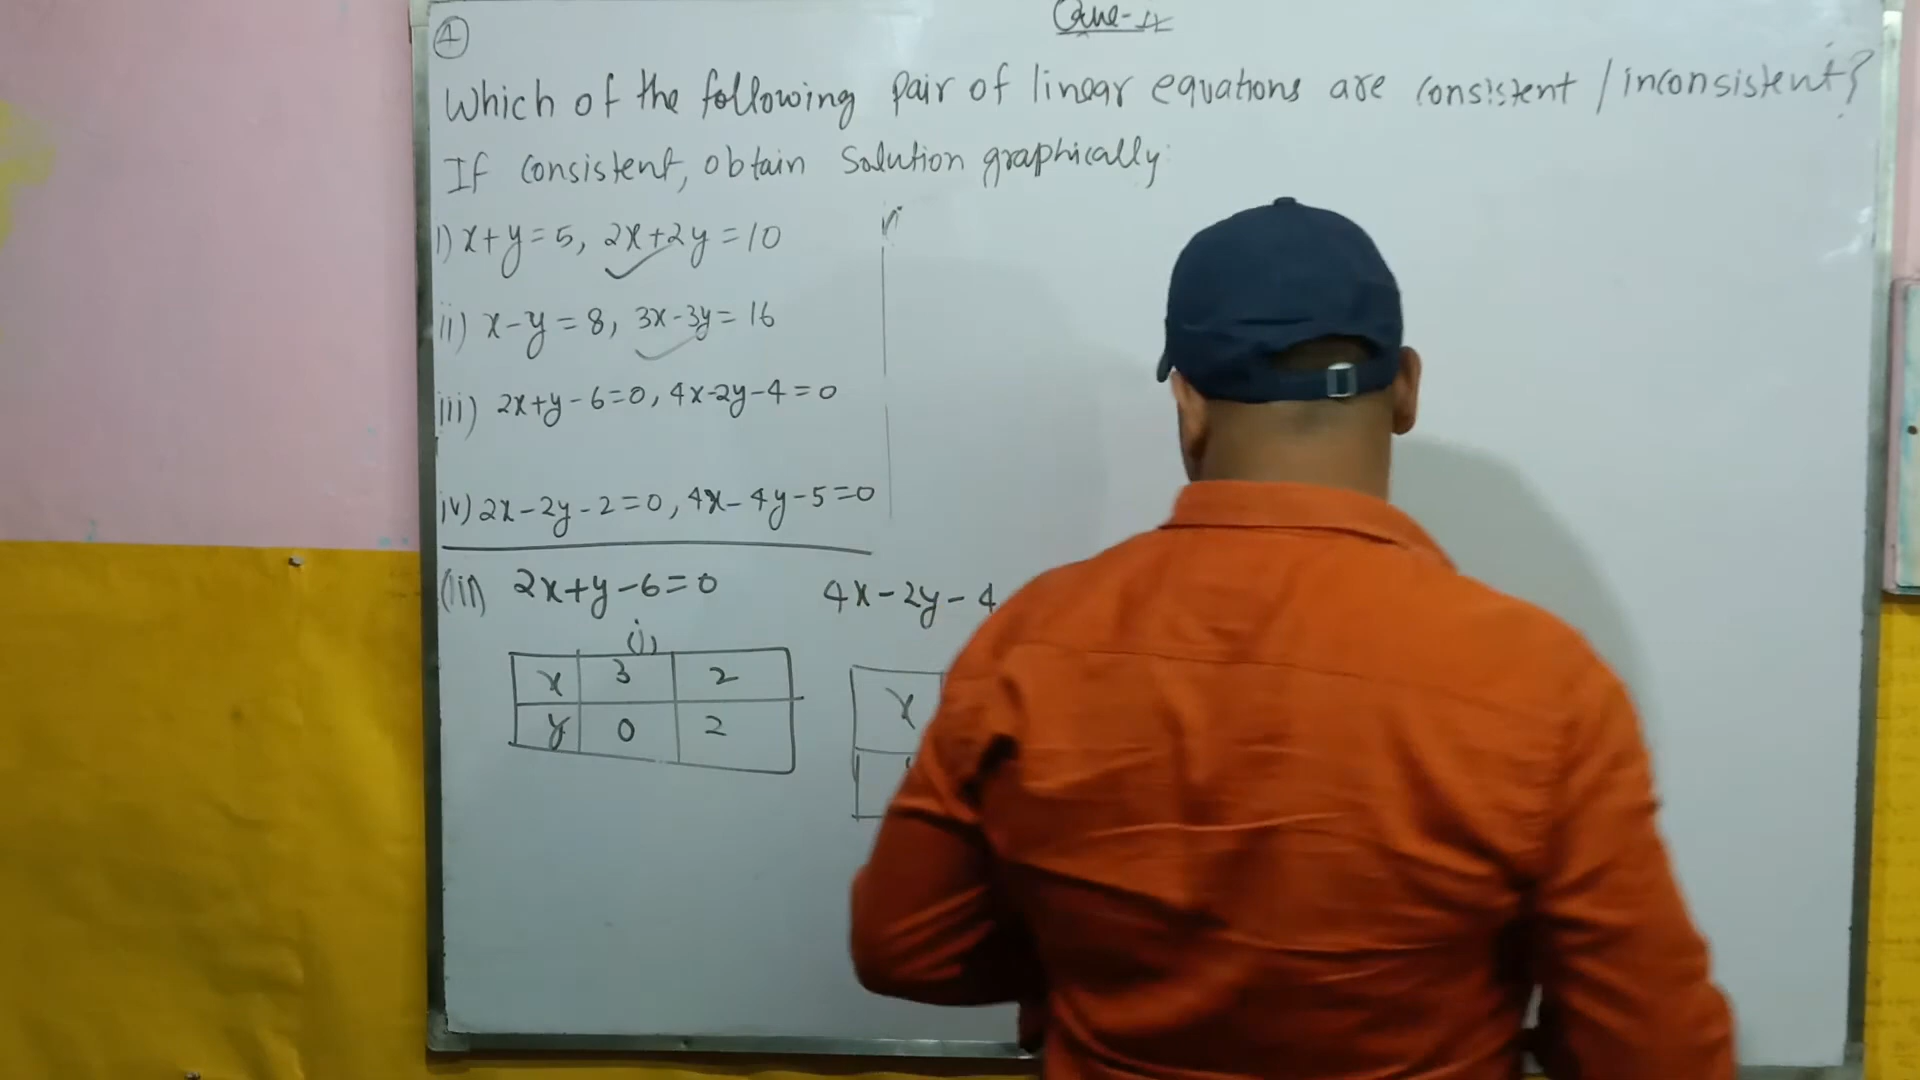 ④
Which of the following pair of linear equations are consistent / inconsistent?
If consistent, obtain Solution graphically:
i) x+y=5, 2x+2y=10
ii) x-y=8, 3x-3y=16
iii) 2x+y-6=0, 4x-2y-4=0
iv) 2x-2y-2=0, 4x-4y-5=0
(iii) 2x+y-6=0 4x-2y-4
(i)
x 3 2
y 0 2
x